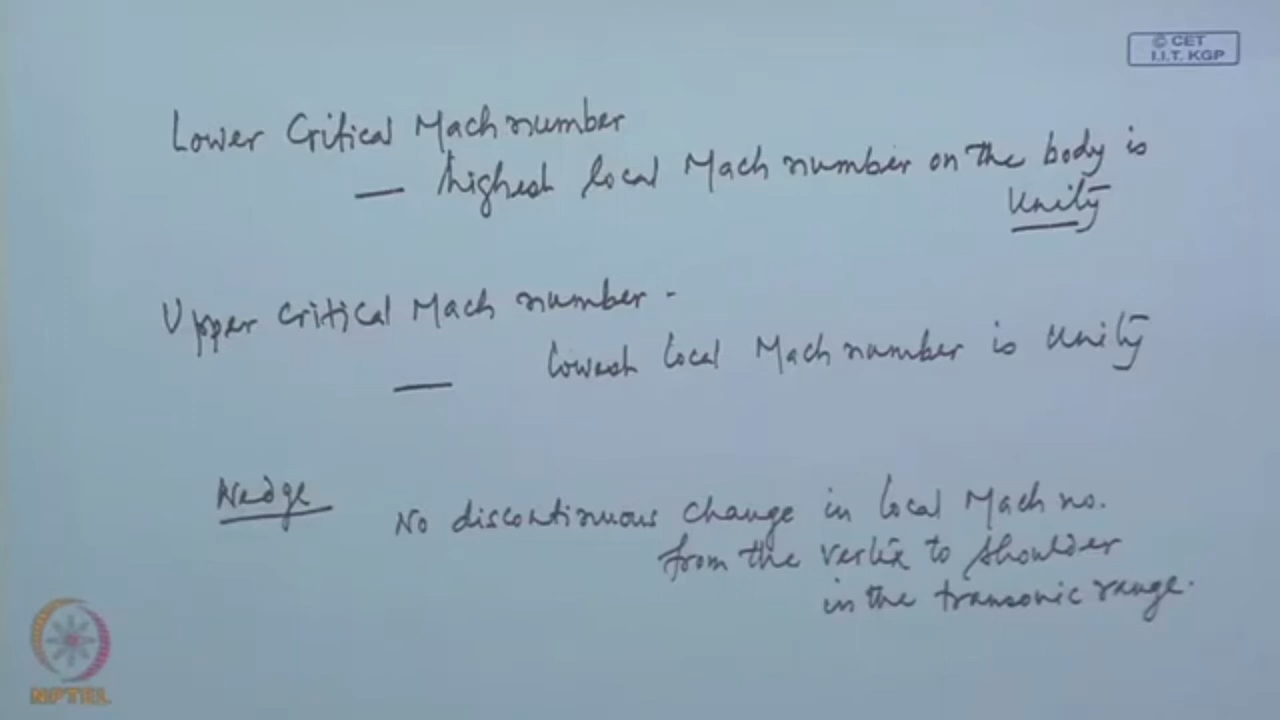 © CET
I.I.T. KGP
Lower Critical Mach number
— highest local Mach number on the body is
Unity
Upper critical Mach number -
— lowest local Mach number is Unity
Wedge
No discontinuous change in local Mach no.
from the vertex to shoulder
in the transonic range.
NPTEL